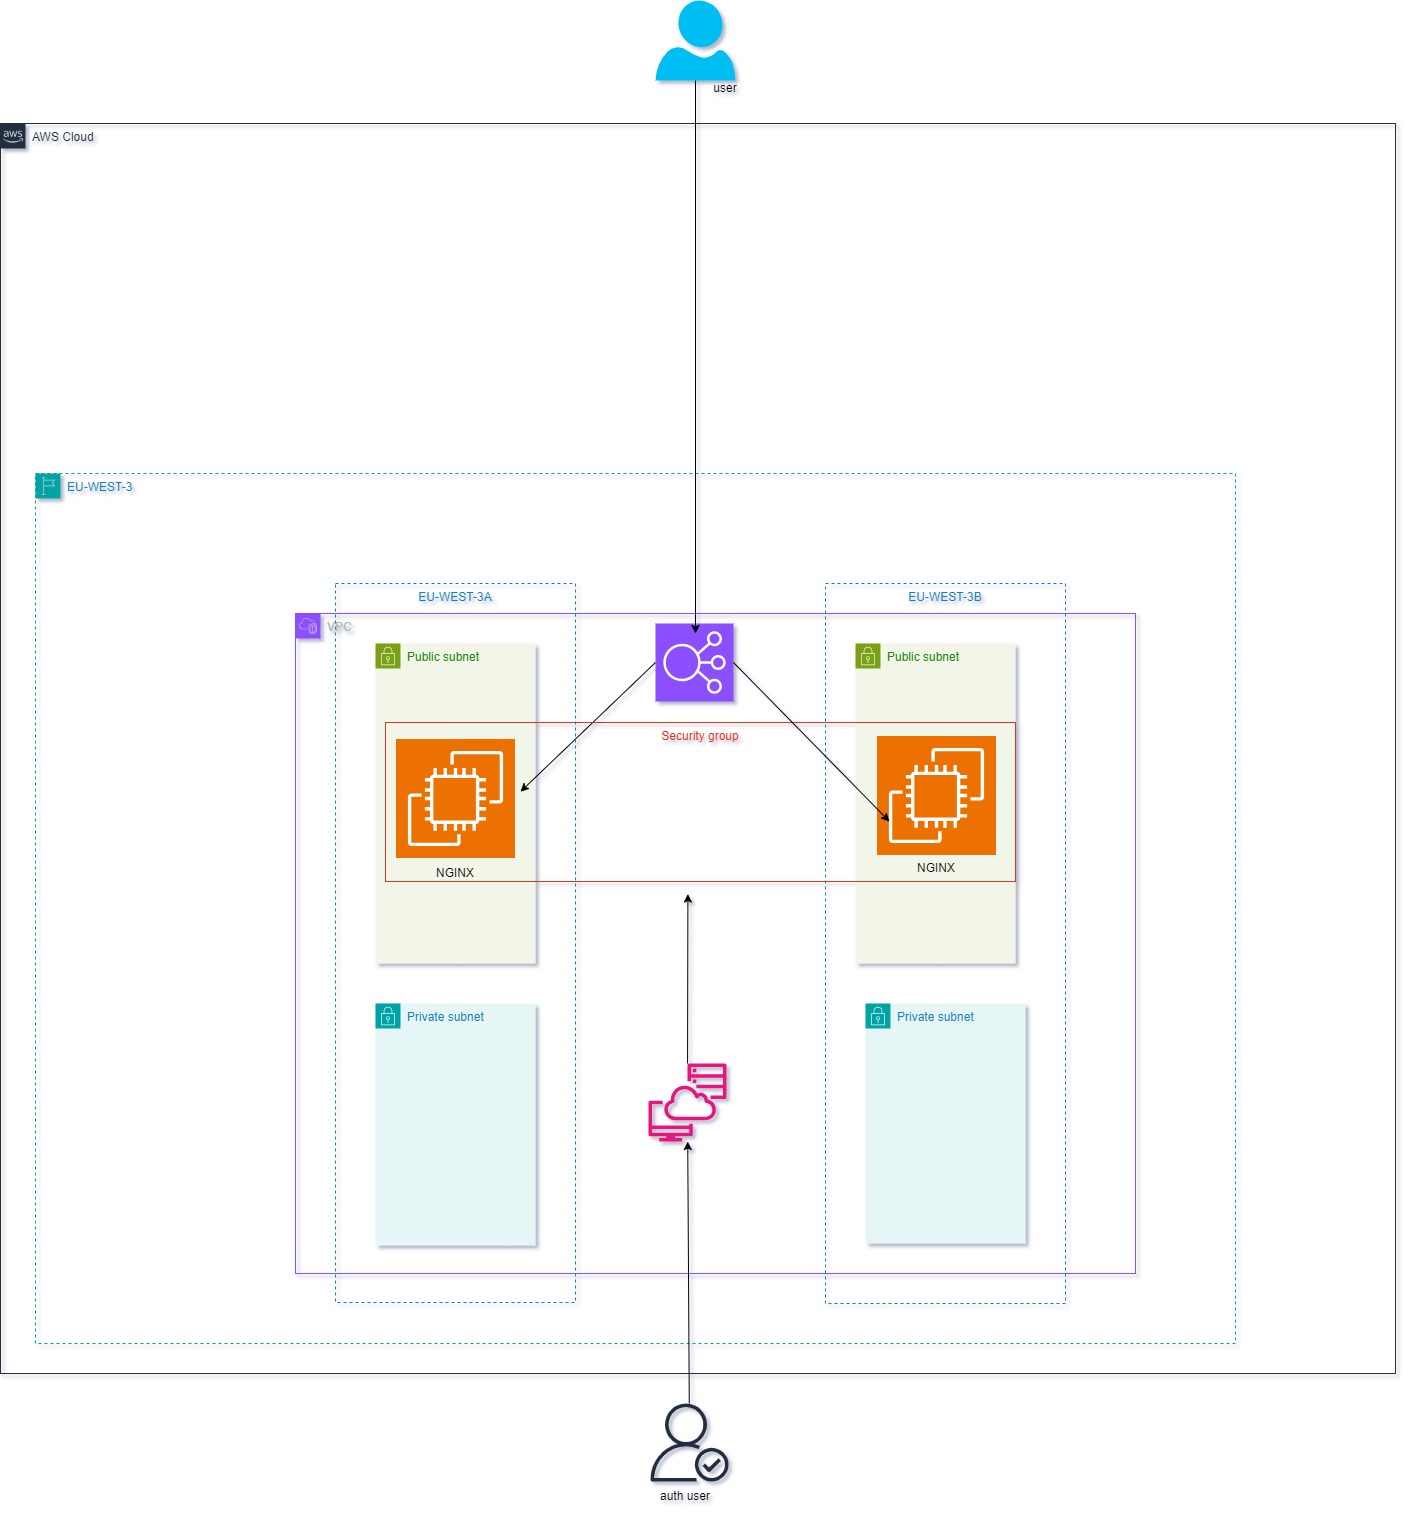 user
aws
AWS Cloud
EU-WEST-3
EU-WEST-3A
EU-WEST-3B
VPC
Public subnet
Public subnet
Security group
NGINX
NGINX
Private subnet
Private subnet
auth user